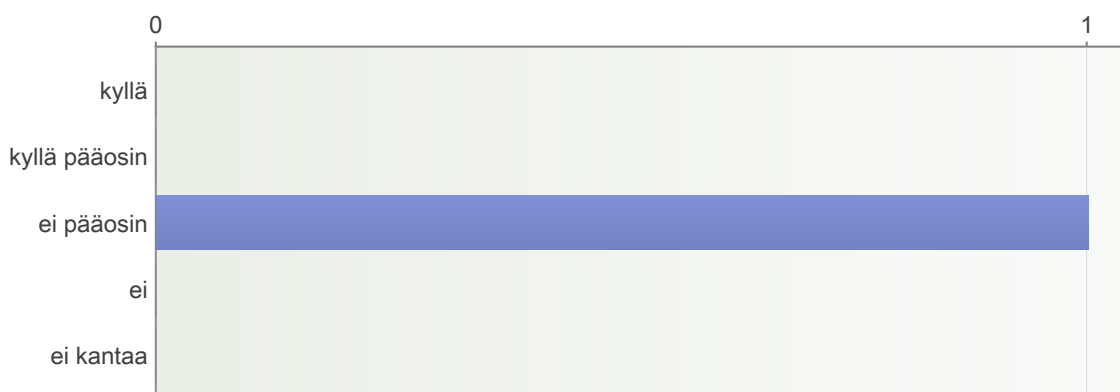 0 1
kyllä
kyllä pääosin
ei pääosin
ei
ei kantaa